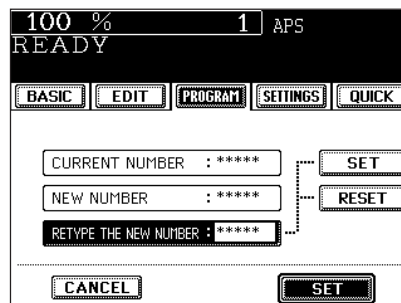 100 % 1 APS
READY
BASIC EDIT PROGRAM SETTINGS QUICK
CURRENT NUMBER : ***** SET
NEW NUMBER : ***** RESET
RETYPE THE NEW NUMBER : *****
CANCEL SET